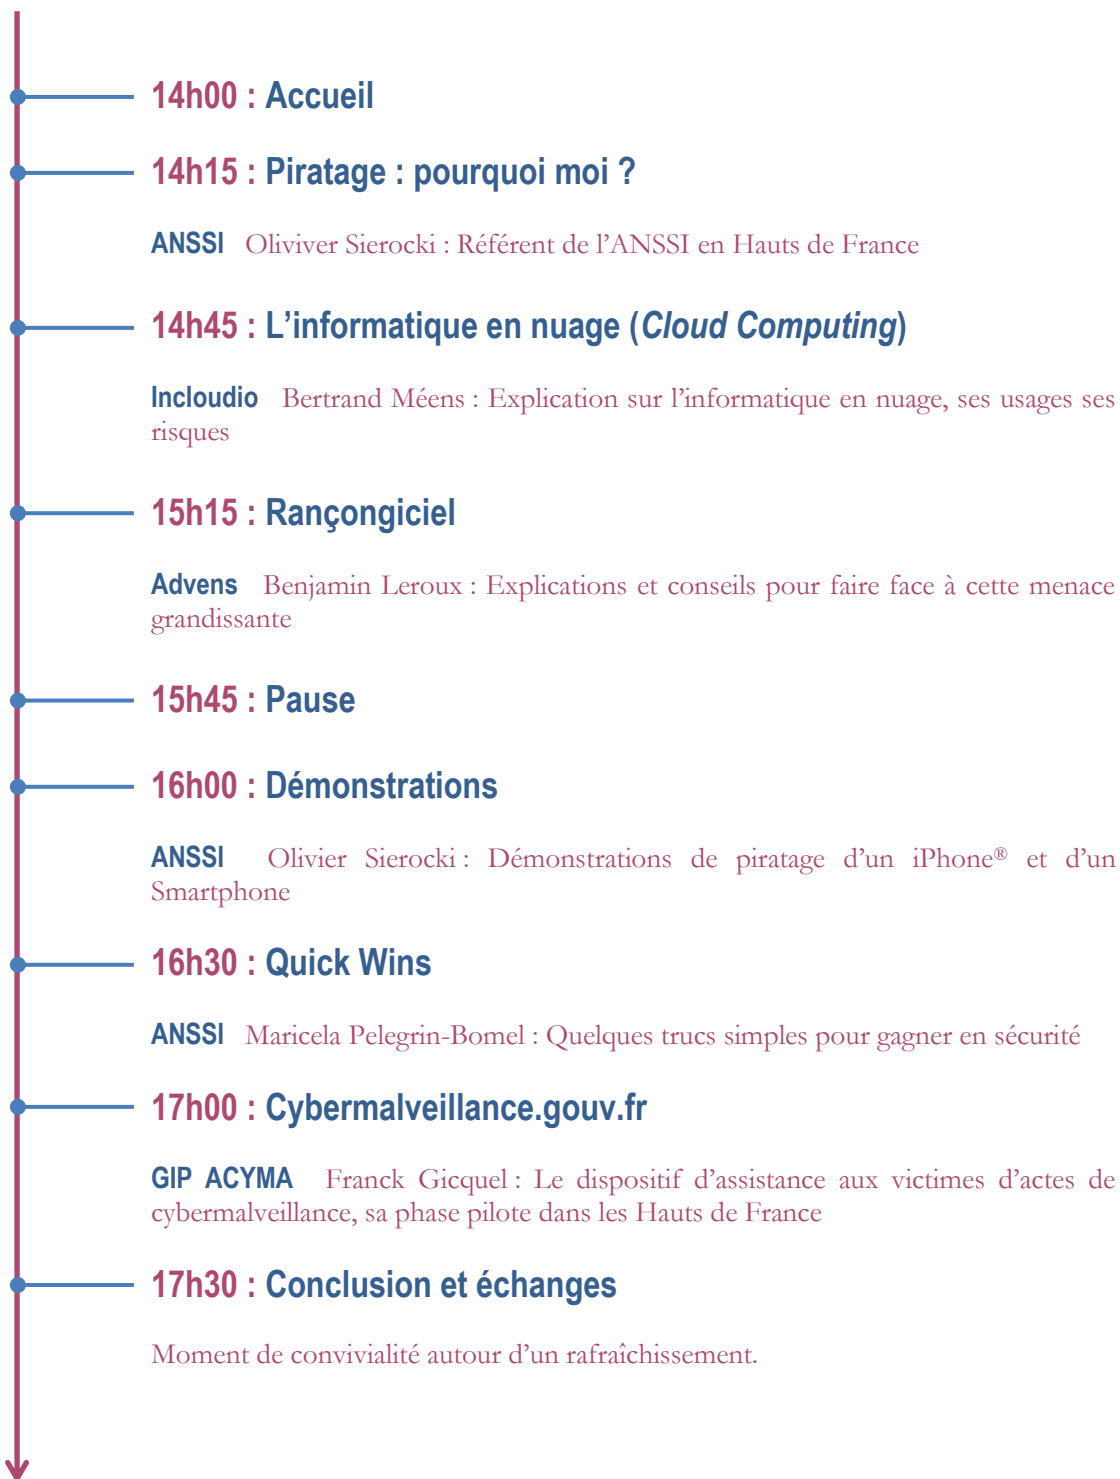 14h00 : Accueil
14h15 : Piratage : pourquoi moi ?
ANSSI Oliviver Sierocki : Référent de l’ANSSI en Hauts de France
14h45 : L’informatique en nuage (Cloud Computing)
Incloudio Bertrand Méens : Explication sur l’informatique en nuage, ses usages ses
risques
15h15 : Rançongiciel
Advens Benjamin Leroux : Explications et conseils pour faire face à cette menace
grandissante
15h45 : Pause
16h00 : Démonstrations
ANSSI Olivier Sierocki : Démonstrations de piratage d’un iPhone® et d’un
Smartphone
16h30 : Quick Wins
ANSSI Maricela Pelegrin-Bomel : Quelques trucs simples pour gagner en sécurité
17h00 : Cybermalveillance.gouv.fr
GIP ACYMA Franck Gicquel : Le dispositif d’assistance aux victimes d’actes de
cybermalveillance, sa phase pilote dans les Hauts de France
17h30 : Conclusion et échanges
Moment de convivialité autour d’un rafraîchissement.